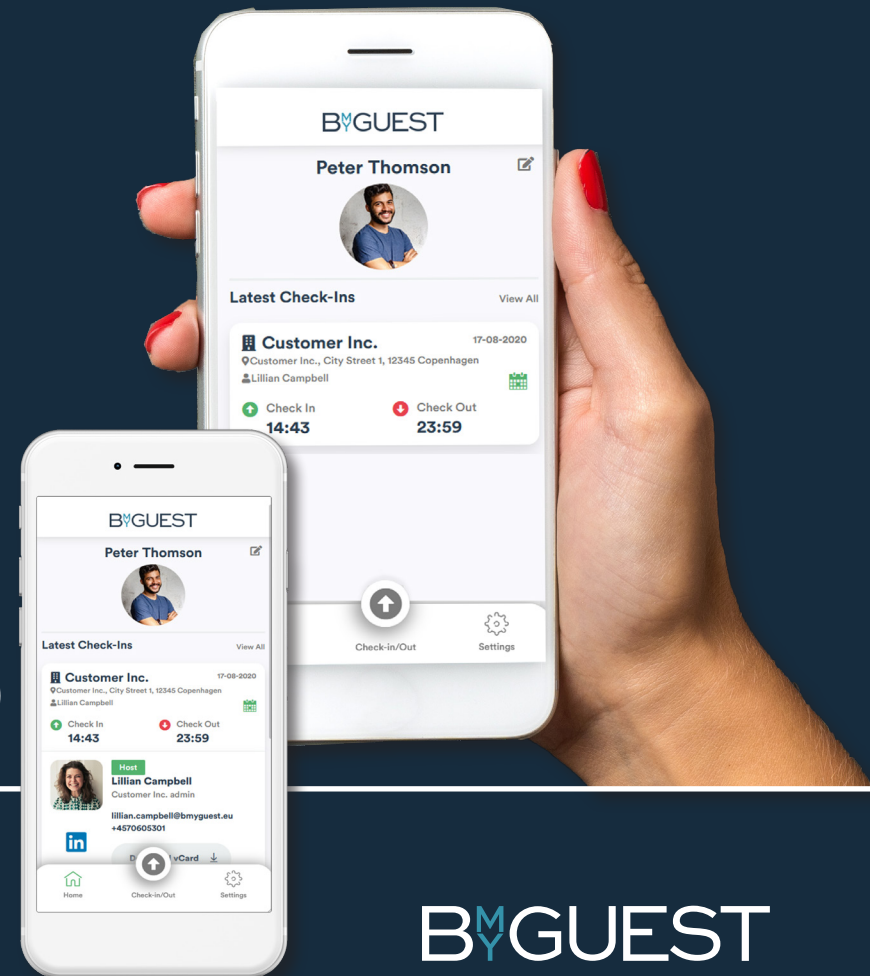 BMYGUEST
Peter Thomson
Latest Check-Ins
View All
Customer Inc.
17-08-2020
Customer Inc., City Street 1, 12345 Copenhagen
Lillian Campbell
Check In
Check Out
14:43
23:59
Check-in/Out
Settings
BMYGUEST
Peter Thomson
Latest Check-Ins
View All
Customer Inc.
17-08-2020
Customer Inc., City Street 1, 12345 Copenhagen
Lillian Campbell
Check In
Check Out
14:43
23:59
Host
Lillian Campbell
Customer Inc. admin
lillian.campbell@bmyguest.eu
+4570605301
in
vCard
Home
Check-in/Out
Settings
BMYGUEST